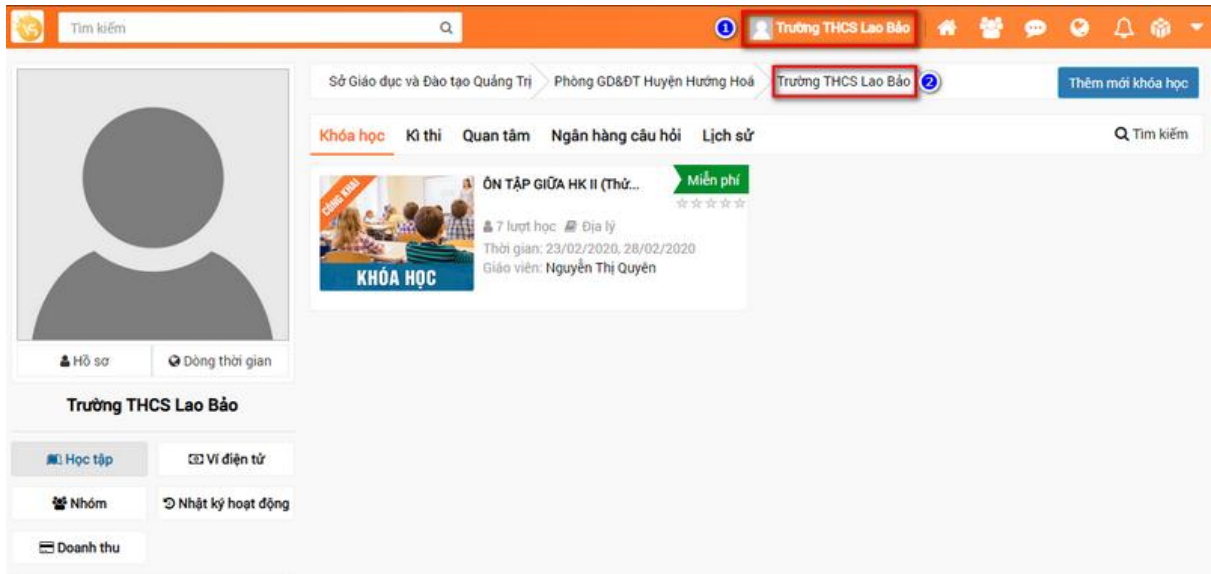 VS
Tìm kiếm
1
Trường THCS Lao Bảo
Sở Giáo dục và Đào tạo Quảng Trị
Phòng GD&ĐT Huyện Hướng Hoá
Trường THCS Lao Bảo
2
Thêm mới khóa học
Khóa học
Kì thi
Quan tâm
Ngân hàng câu hỏi
Lịch sử
Tìm kiếm
CÔNG KHAI
KHÓA HỌC
ÔN TẬP GIỮA HK II (Thử...
Miễn phí
7 lượt học
Địa lý
Thời gian: 23/02/2020, 28/02/2020
Giáo viên: Nguyễn Thị Quyên
Hồ sơ
Dòng thời gian
Trường THCS Lao Bảo
Học tập
Ví điện tử
Nhóm
Nhật ký hoạt động
Doanh thu